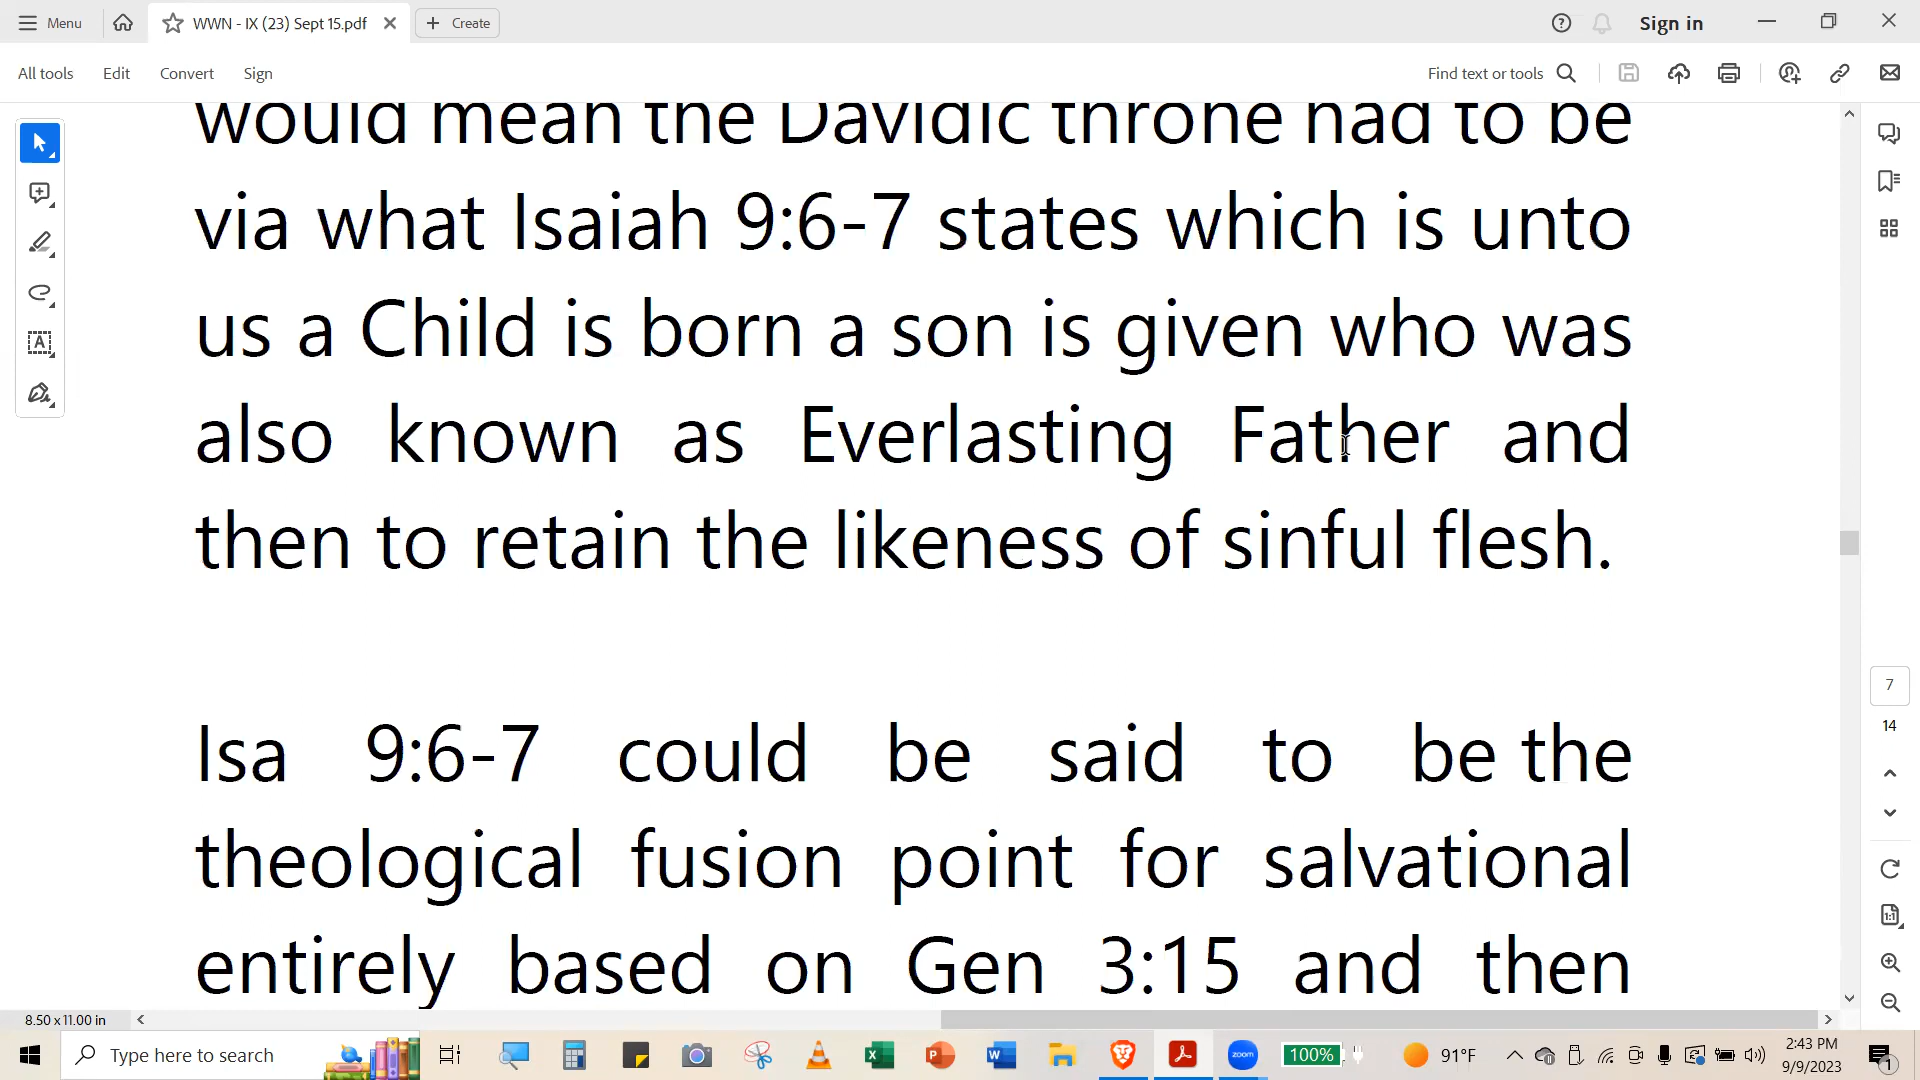 Menu
WWN - IX (23) Sept 15.pdf
Create
Sign in
All tools Edit Convert Sign
Find text or tools
would mean the Davidic throne had to be
via what Isaiah 9:6-7 states which is unto
us a Child is born a son is given who was
also known as Everlasting Father and
then to retain the likeness of sinful flesh.
Isa 9:6-7 could be said to be the
theological fusion point for salvational
entirely based on Gen 3:15 and then
7
14
8.50 x 11.00 in
Type here to search
zoom
100%
91°F
2:43 PM
9/9/2023
1